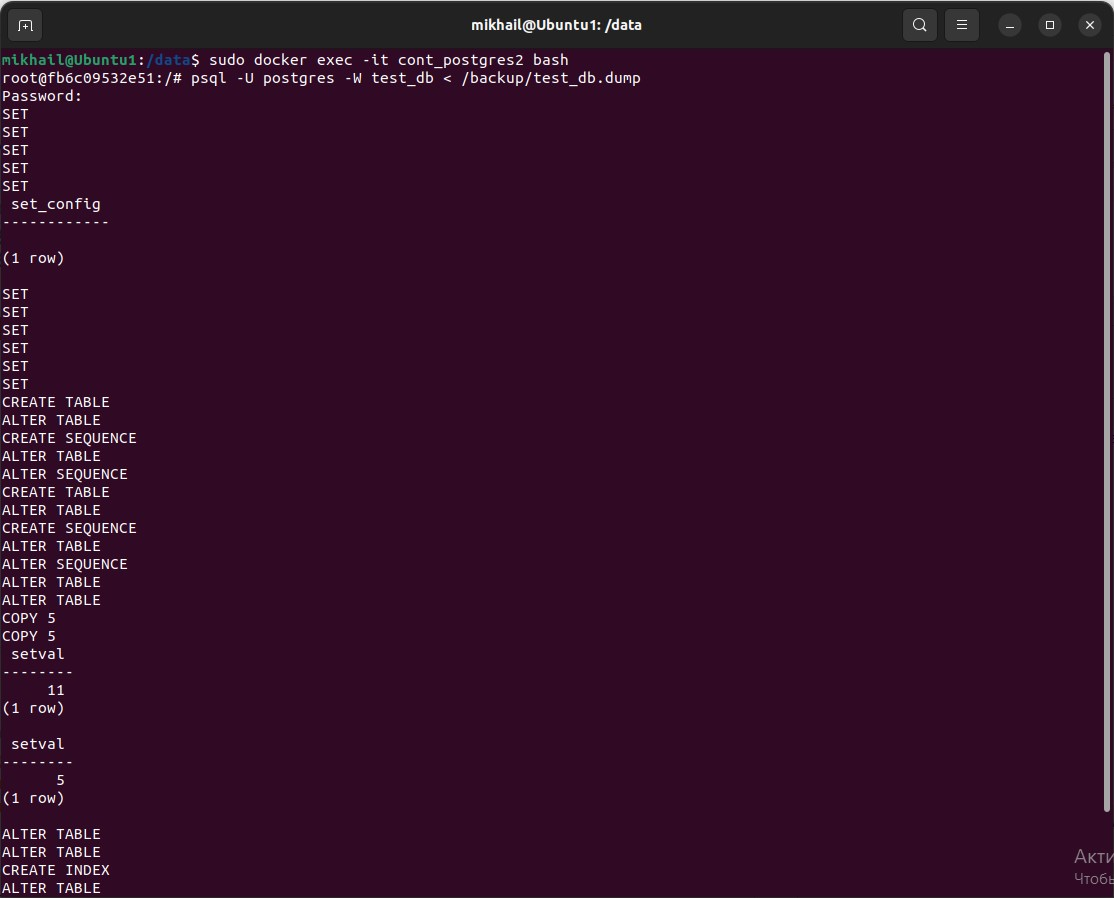 mikhail@Ubuntu1: /data
mikhail@Ubuntu1:/data$ sudo docker exec -it cont_postgres2 bash
root@fb6c09532e51:/# psql -U postgres -W test_db < /backup/test_db.dump
Password:
SET
SET
SET
SET
SET
 set_config
------------

(1 row)

SET
SET
SET
SET
SET
SET
CREATE TABLE
ALTER TABLE
CREATE SEQUENCE
ALTER TABLE
ALTER SEQUENCE
CREATE TABLE
ALTER TABLE
CREATE SEQUENCE
ALTER TABLE
ALTER SEQUENCE
ALTER TABLE
ALTER TABLE
COPY 5
COPY 5
 setval
--------
     11
(1 row)

 setval
--------
      5
(1 row)

ALTER TABLE
ALTER TABLE
CREATE INDEX
ALTER TABLE